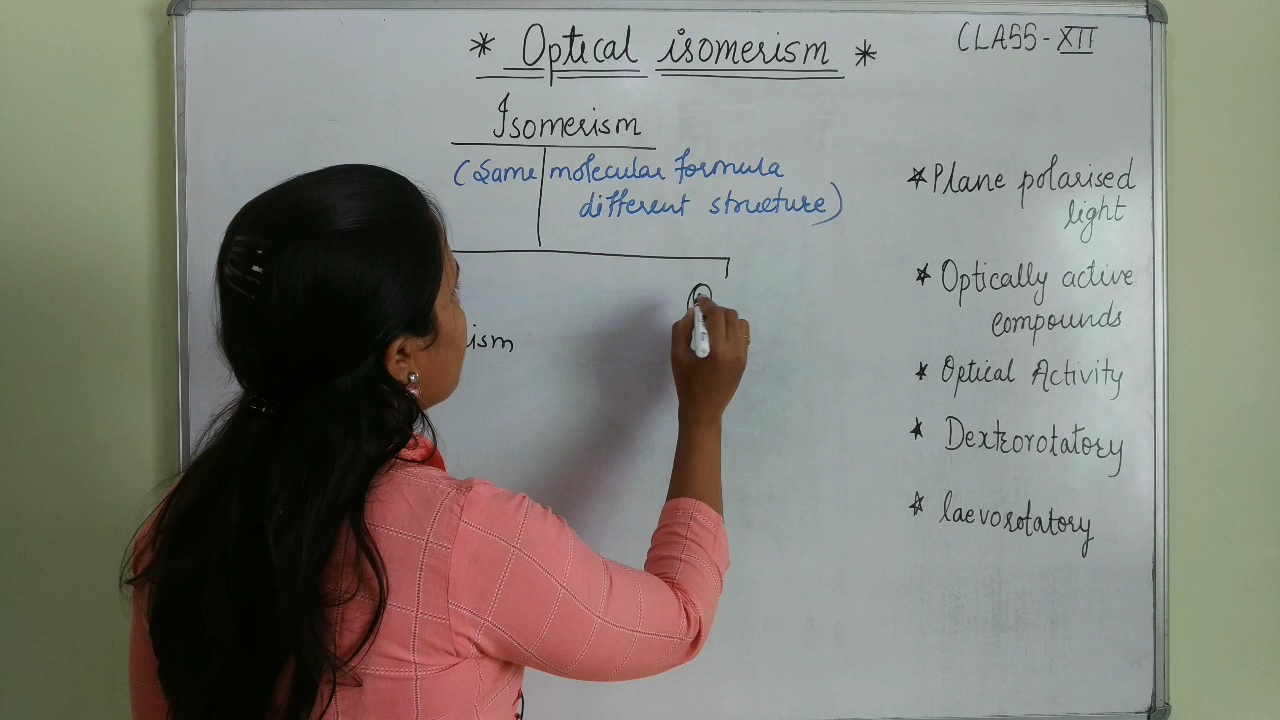 * Optical isomerism *
CLASS-XII
Isomerism
(Same molecular formula
different structure)
ism
* Plane polarised
light
* Optically active
compounds
* Optical Activity
* Dextrorotatory
* laevorotatory